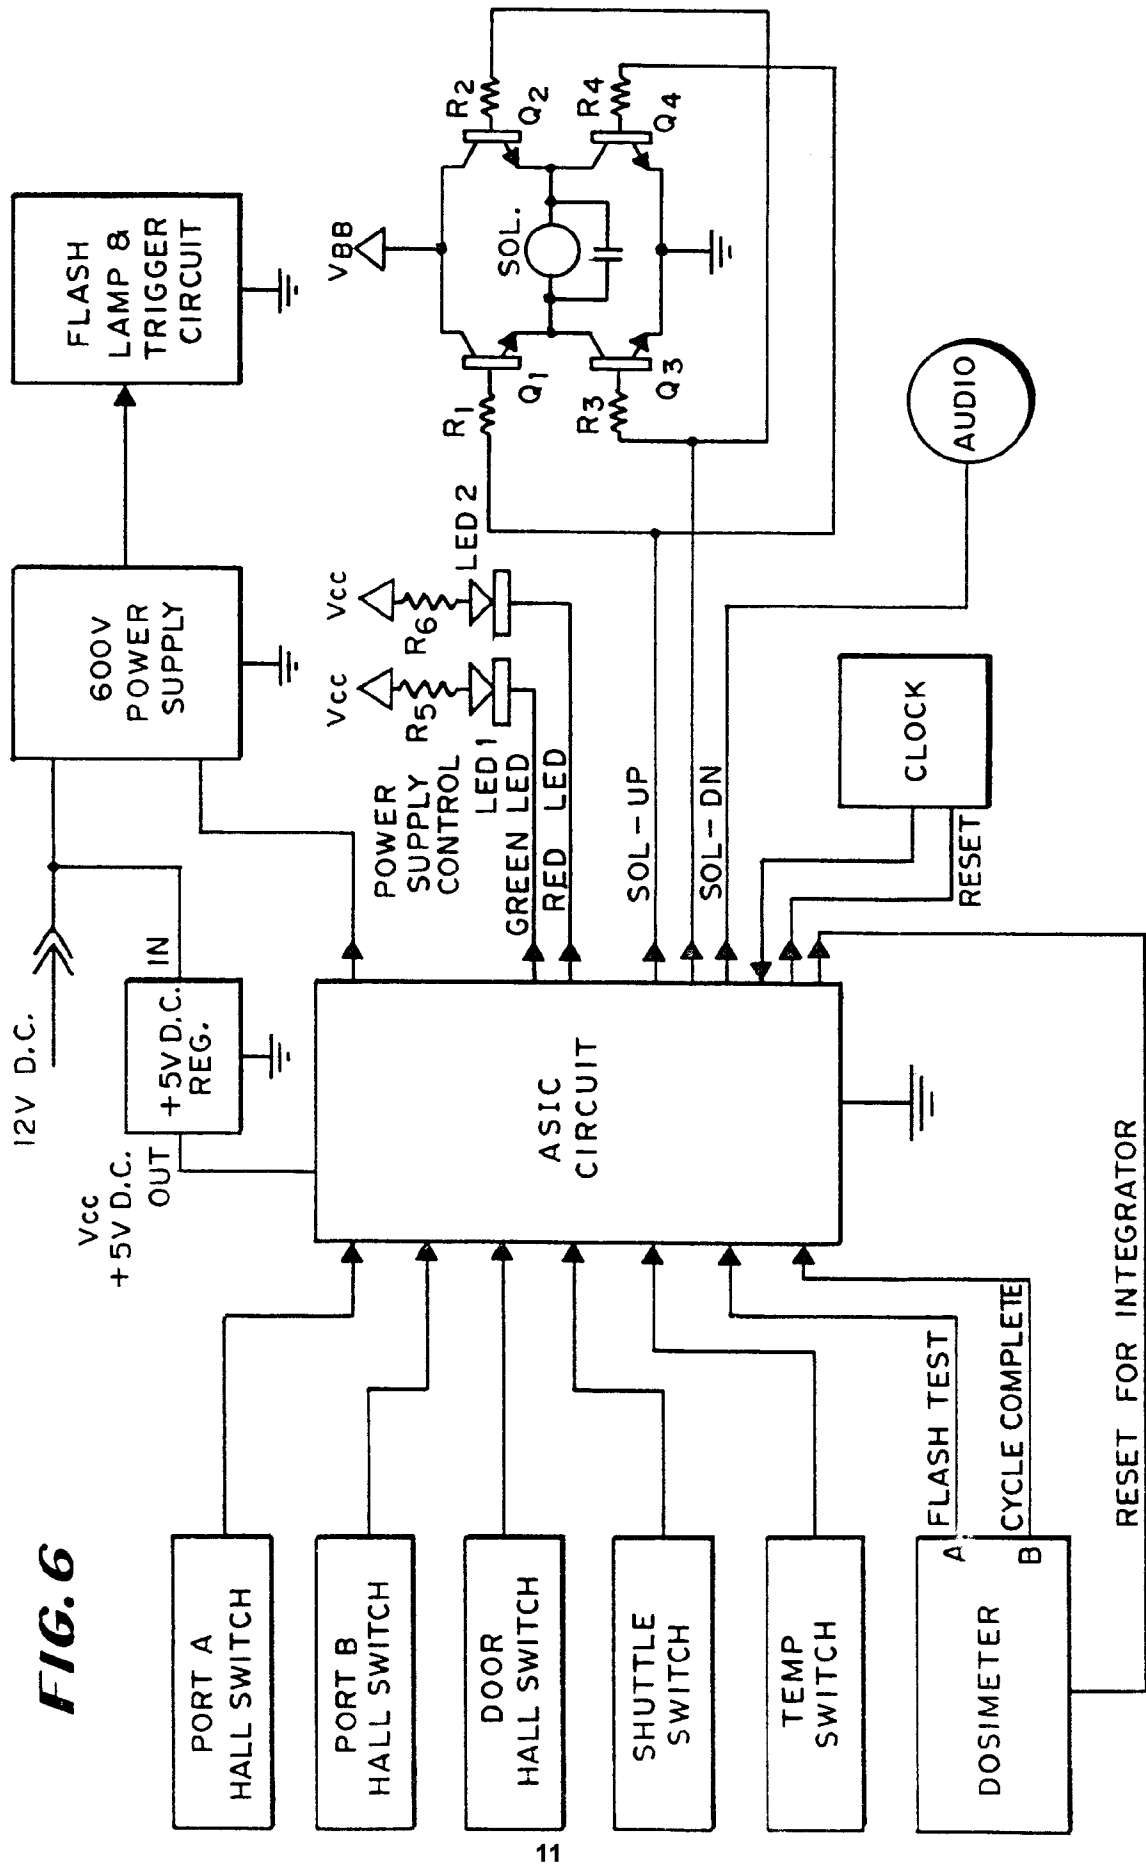 FIG. 6
12V D.C.
Vcc
+5V D.C.
OUT
+5V D.C.
REG.
IN
600V
POWER
SUPPLY
FLASH
LAMP &
TRIGGER
CIRCUIT
PORT A
HALL SWITCH
PORT B
HALL SWITCH
DOOR
HALL SWITCH
SHUTTLE
SWITCH
TEMP
SWITCH
DOSIMETER
A
B
FLASH TEST
CYCLE COMPLETE
RESET FOR INTEGRATOR
ASIC
CIRCUIT
POWER
SUPPLY
CONTROL
LED1
GREEN LED
RED LED
SOL-UP
SOL-DN
RESET
CLOCK
AUDIO
Vcc
Vcc
R5
R6
LED2
VBB
SOL.
R1
Q1
R2
Q2
R3
Q3
R4
Q4
11